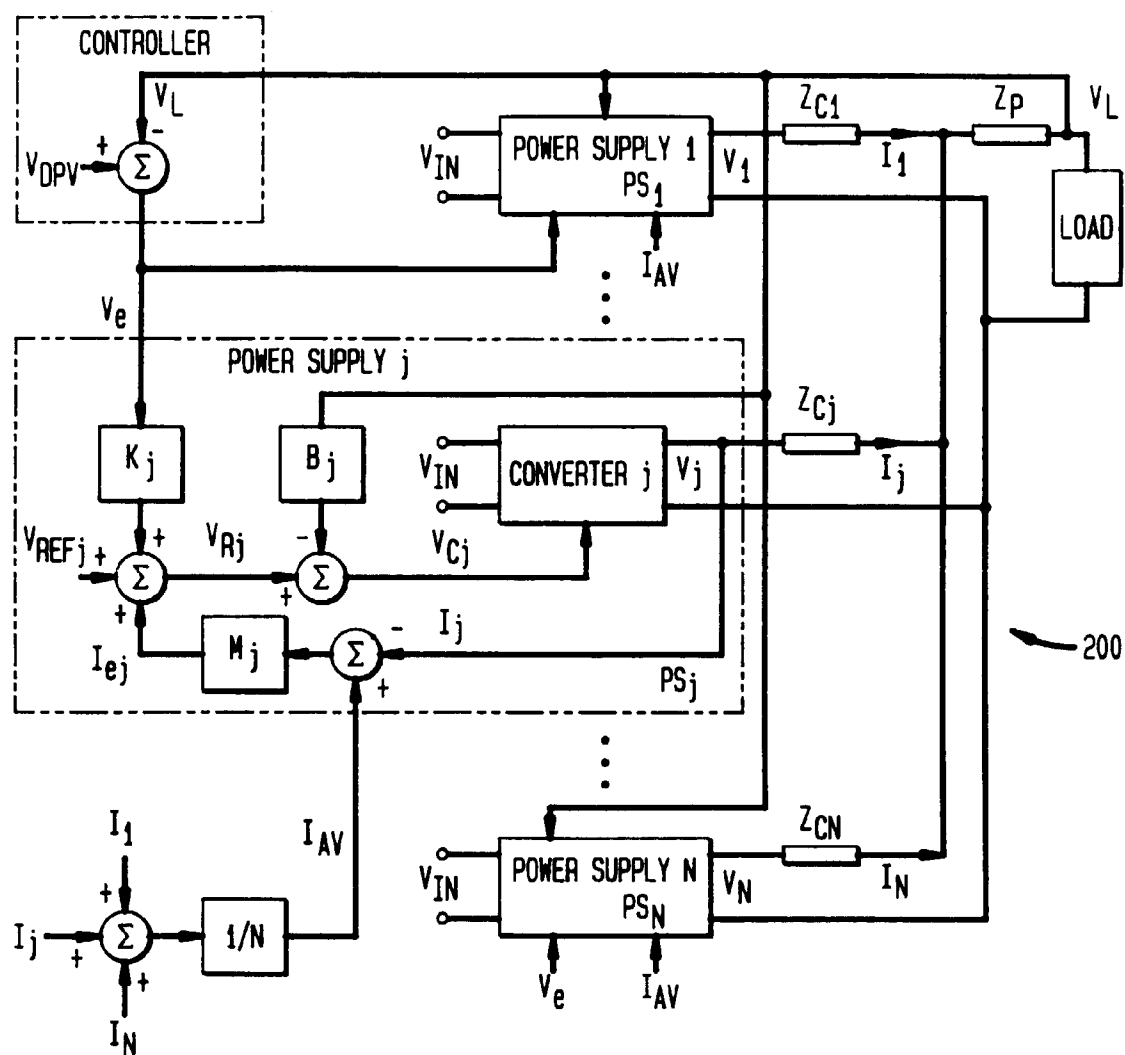 CONTROLLER
V_L
-
+
Σ
V_DPV
V_e
V_IN
POWER SUPPLY 1
PS_1
V_1
I_AV
Z_C1
I_1
Z_P
V_L
LOAD
POWER SUPPLY j
K_j
B_j
V_IN
CONVERTER j
V_j
Z_Cj
I_j
V_REFj
+
+
+
Σ
V_Rj
-
+
Σ
V_Cj
I_ej
M_j
Σ
-
+
I_j
PS_j
200
I_1
I_j
I_N
+
+
+
Σ
1/N
I_AV
V_IN
POWER SUPPLY N
PS_N
V_N
Z_CN
I_N
V_e
I_AV